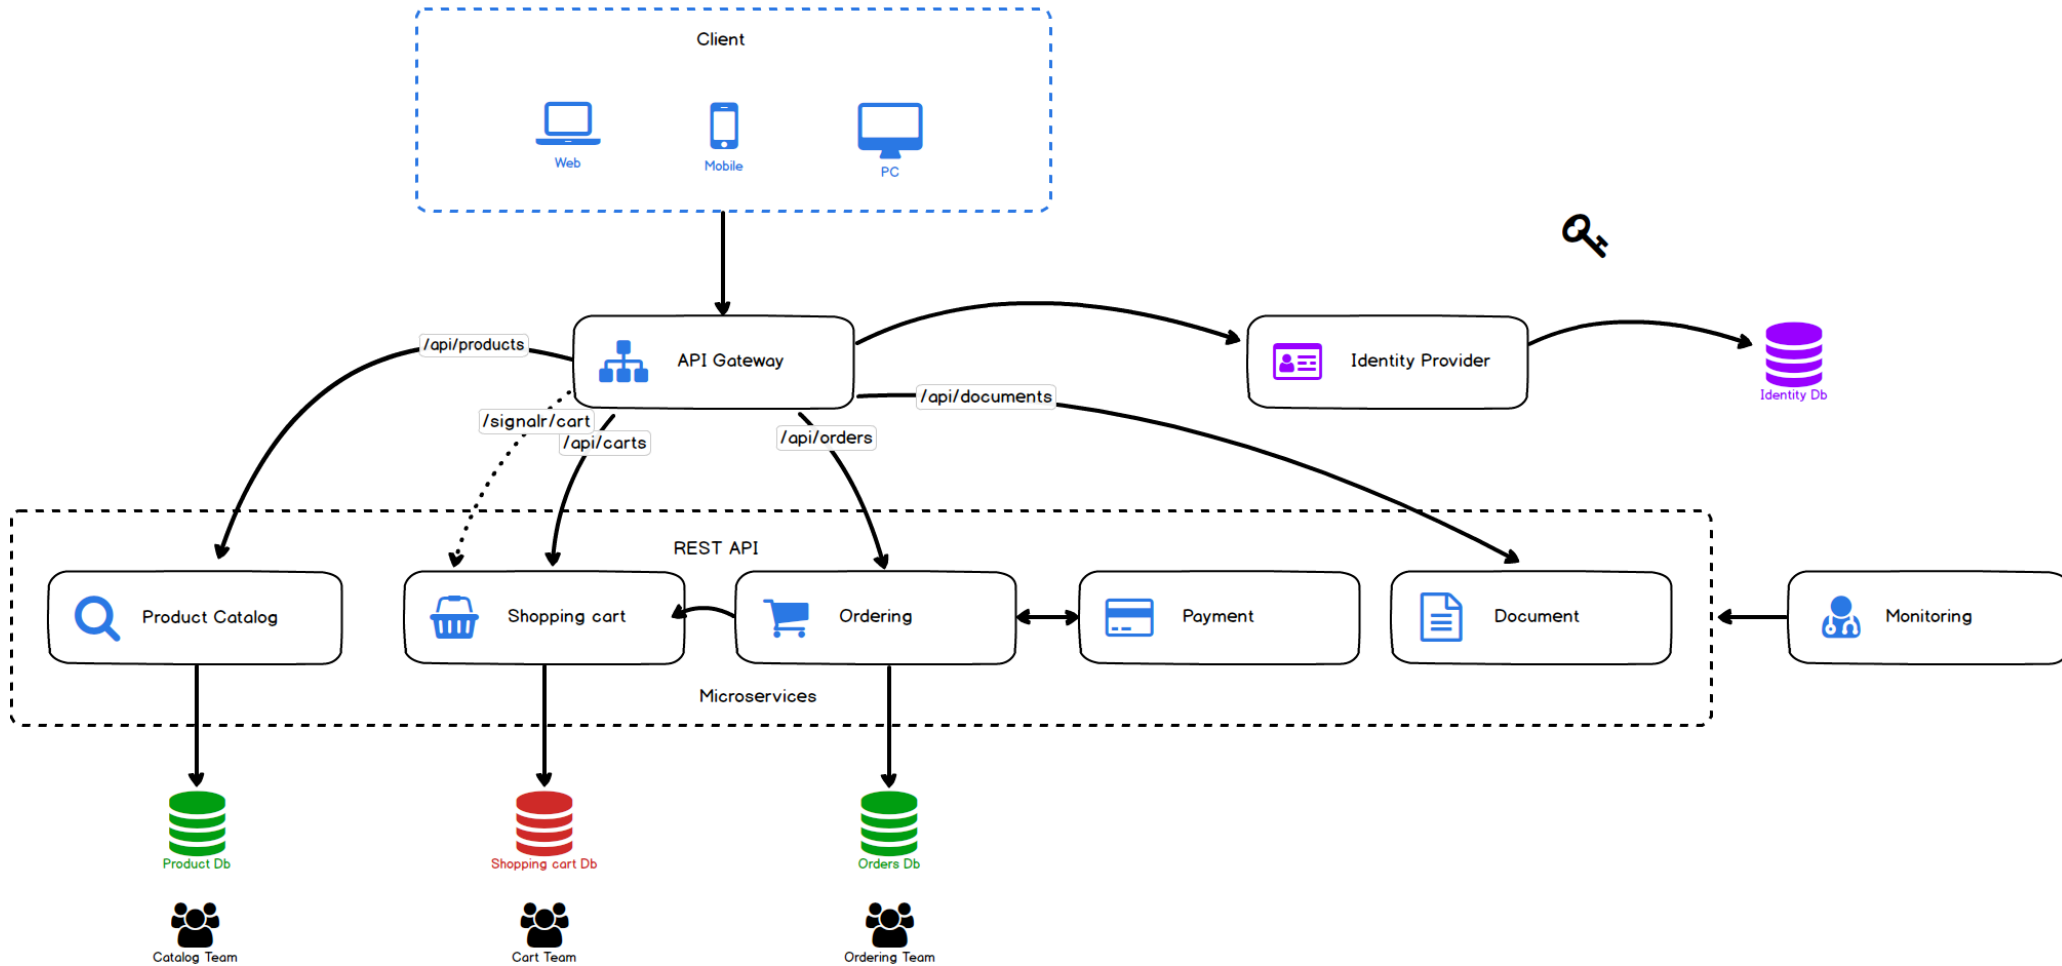 Client
Web
Mobile
PC
API Gateway
Identity Provider
Identity Db
/api/products
/signalr/cart
/api/carts
/api/orders
/api/documents
REST API
Product Catalog
Shopping cart
Ordering
Payment
Document
Monitoring
Microservices
Product Db
Shopping cart Db
Orders Db
Catalog Team
Cart Team
Ordering Team